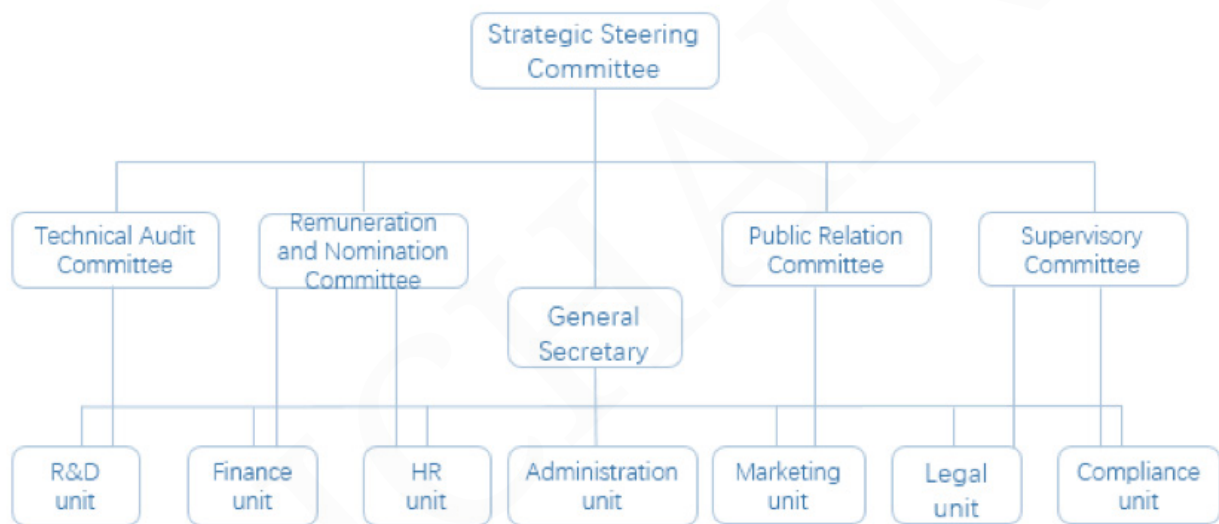 Strategic Steering
Committee
Technical Audit
Committee
Remuneration
and Nomination
Committee
Public Relation
Committee
Supervisory
Committee
General
Secretary
R&D
unit
Finance
unit
HR
unit
Administration
unit
Marketing
unit
Legal
unit
Compliance
unit